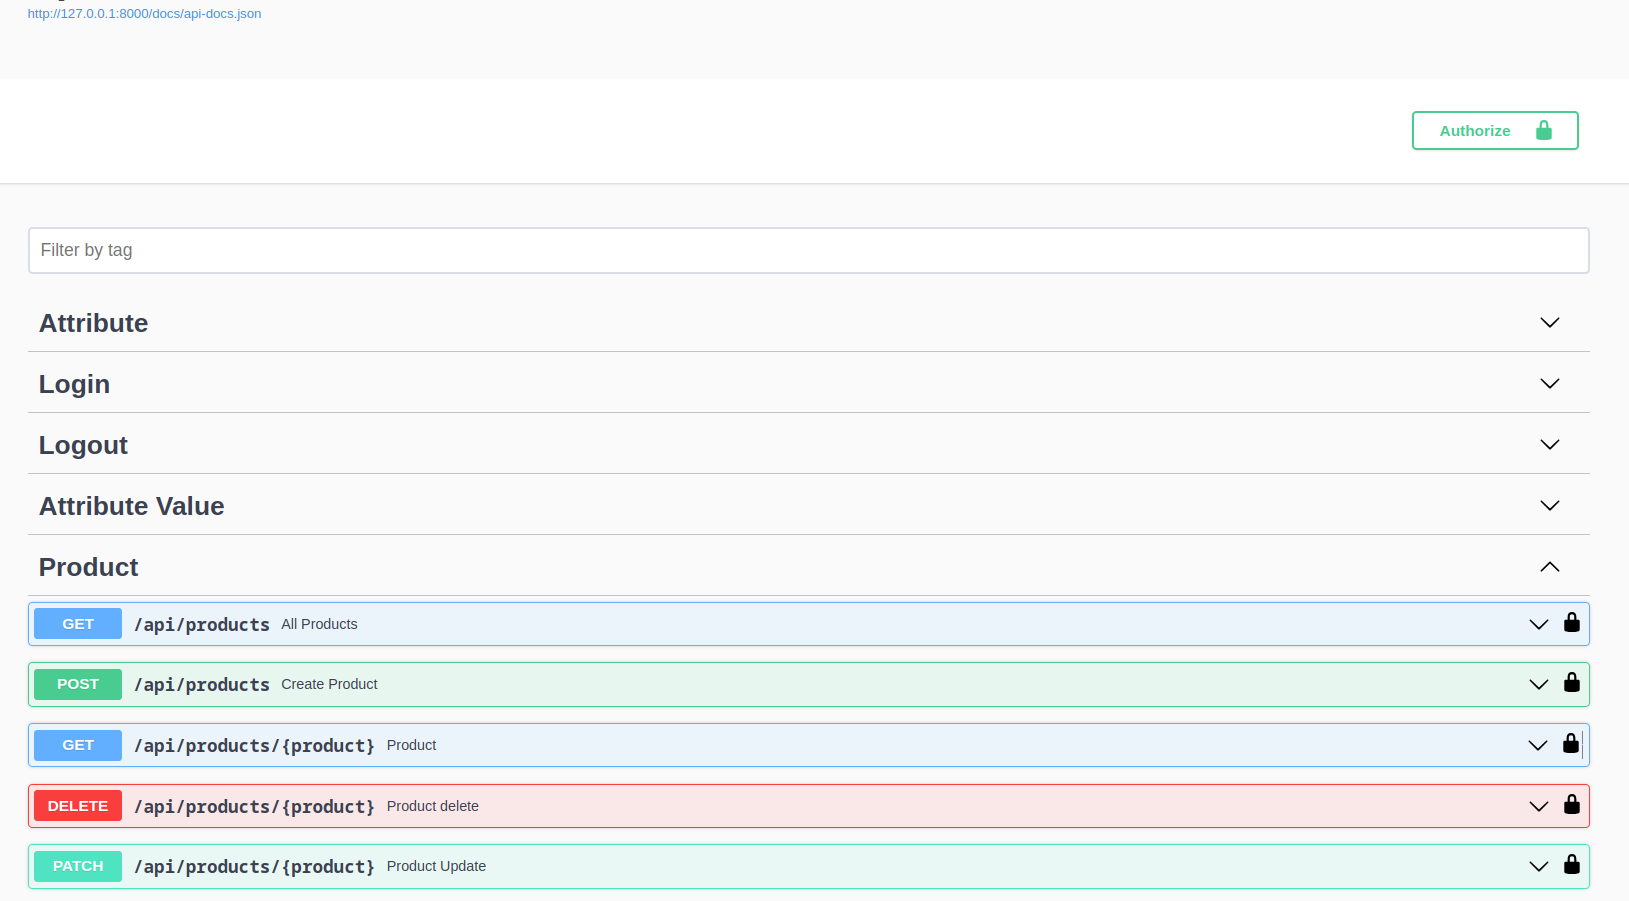 http://127.0.0.1:8000/docs/api-docs.json
Authorize
Filter by tag
Attribute
Login
Logout
Attribute Value
Product
GET /api/products All Products
POST /api/products Create Product
GET /api/products/{product} Product
DELETE /api/products/{product} Product delete
PATCH /api/products/{product} Product Update